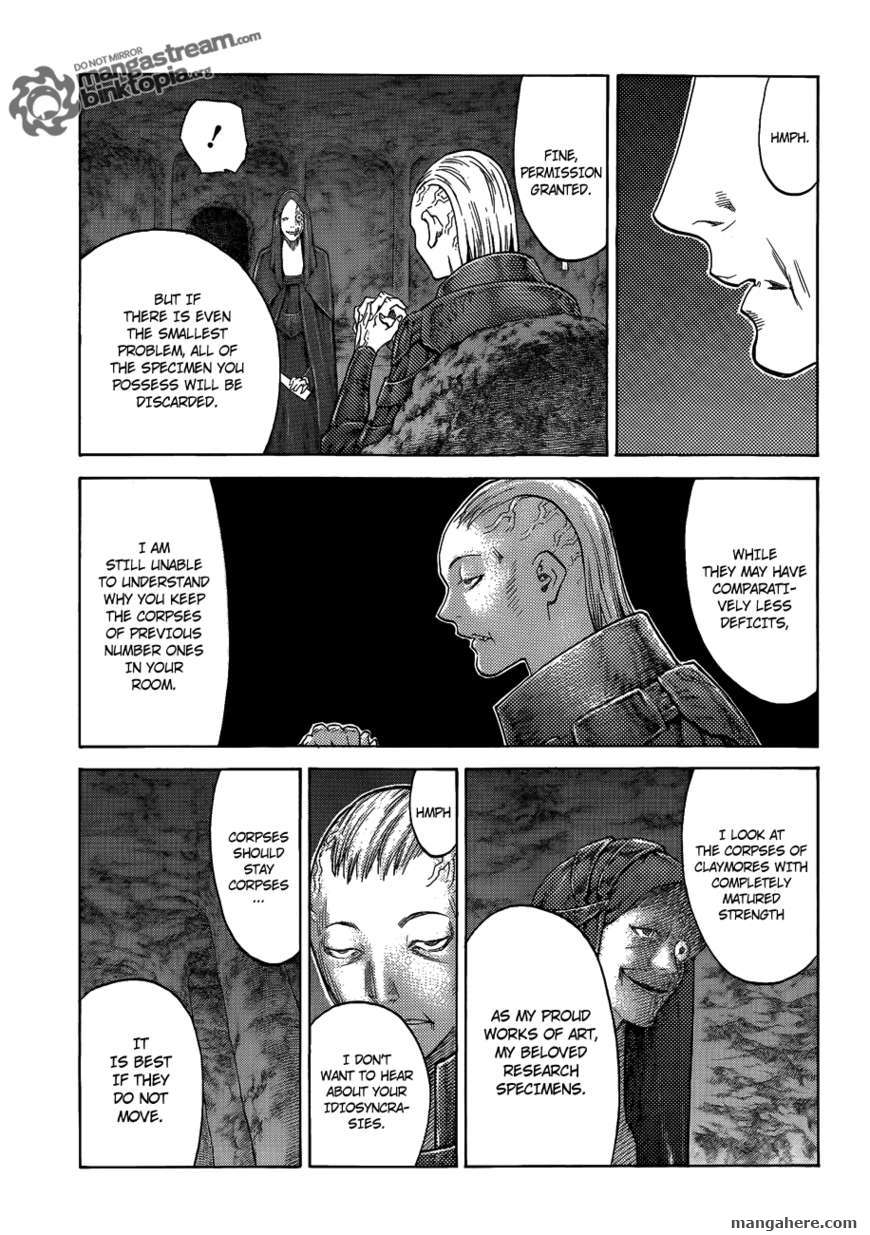 DO NOT MIRROR
mangastream.com
binktopia.org
HMPH.
FINE,
PERMISSION
GRANTED.
!
BUT IF
THERE IS EVEN
THE SMALLEST
PROBLEM, ALL OF
THE SPECIMEN YOU
POSSESS WILL BE
DISCARDED.
WHILE
THEY MAY HAVE
COMPARATI-
VELY LESS
DEFICITS,
I AM
STILL UNABLE
TO UNDERSTAND
WHY YOU KEEP
THE CORPSES
OF PREVIOUS
NUMBER ONES
IN YOUR
ROOM.
I LOOK AT
THE CORPSES OF
CLAYMORES WITH
COMPLETELY
MATURED
STRENGTH
AS MY PROUD
WORKS OF ART,
MY BELOVED
RESEARCH
SPECIMENS.
HMPH
I DON'T
WANT TO HEAR
ABOUT YOUR
IDIOSYNCRA-
SIES.
CORPSES
SHOULD
STAY
CORPSES
...
IT
IS BEST
IF THEY
DO NOT
MOVE.
mangahere.com